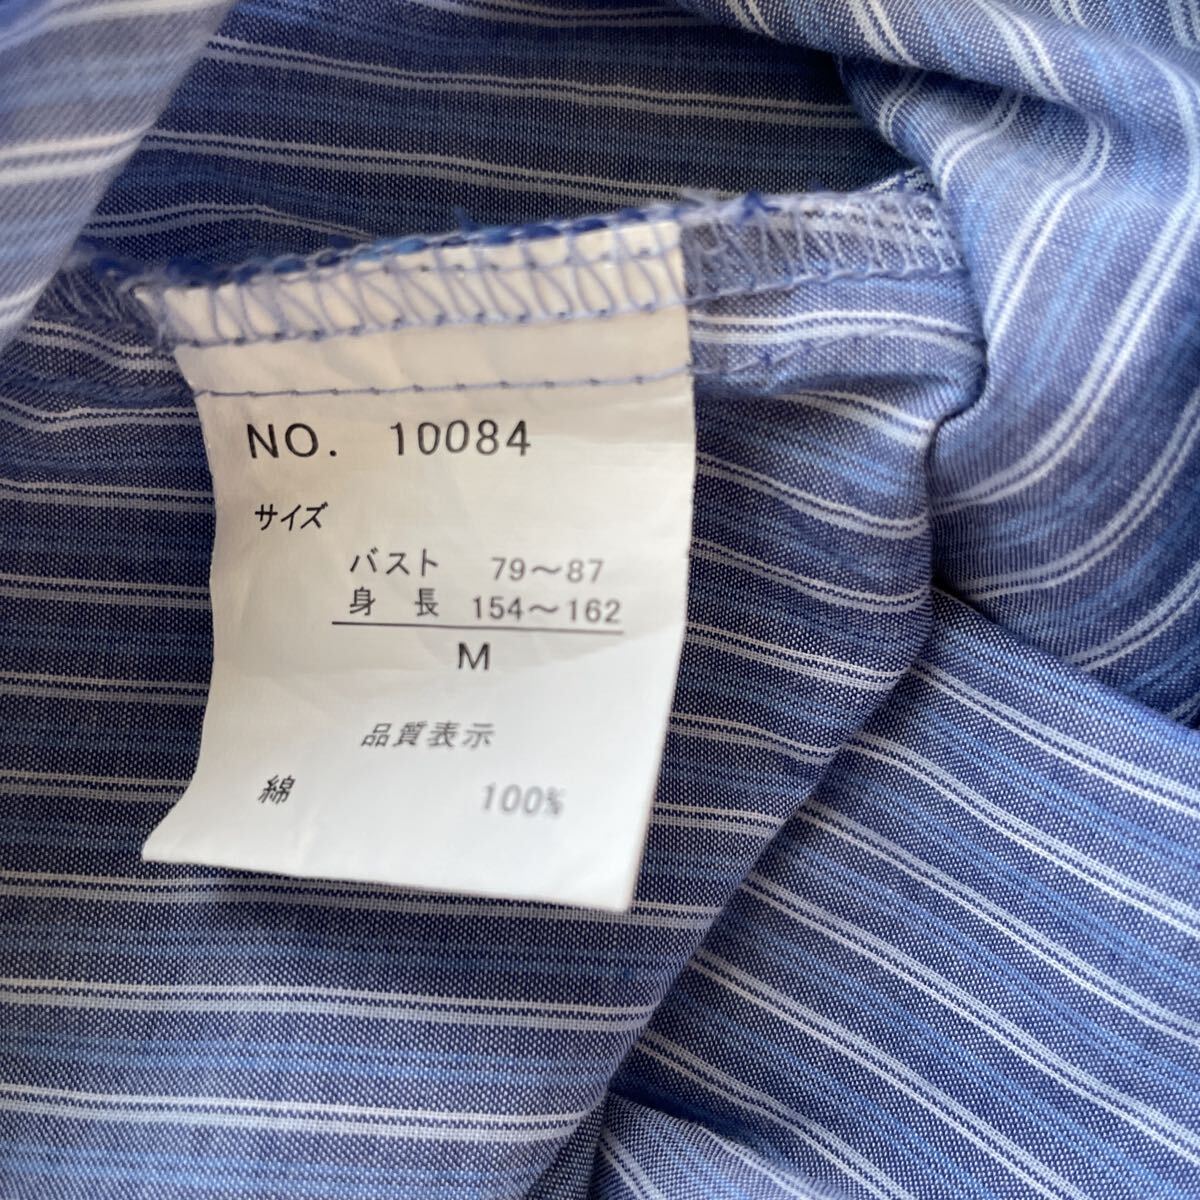 NO. 10084
サイズ
バスト 79～87
身 長 154～162
M
品質表示
綿 100%